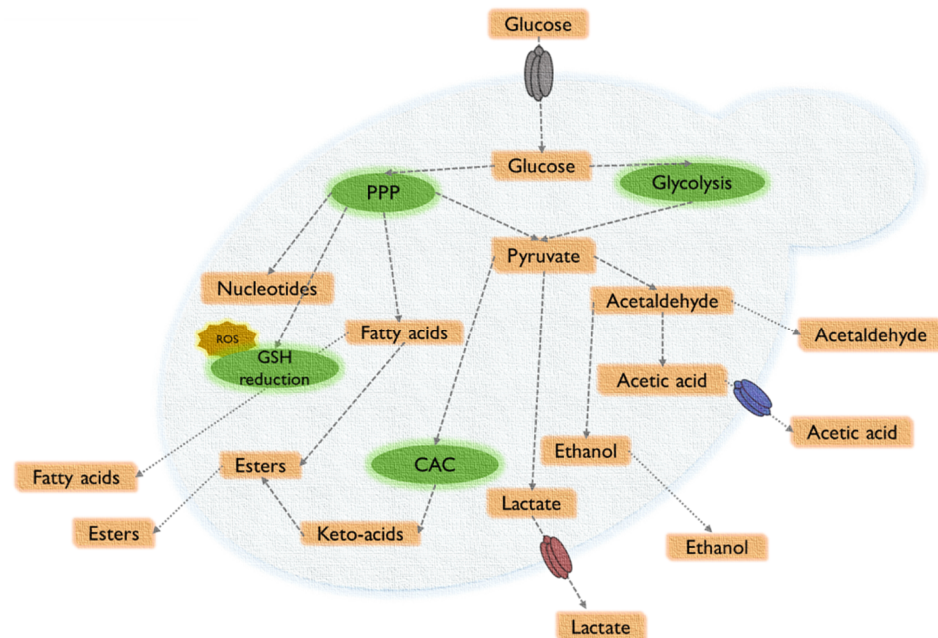 Glucose
Glucose
PPP
Glycolysis
Pyruvate
Nucleotides
Acetaldehyde
Fatty acids
Acetaldehyde
ROS
GSH
reduction
Acetic acid
Acetic acid
Ethanol
Esters
CAC
Fatty acids
Lactate
Esters
Keto-acids
Ethanol
Lactate